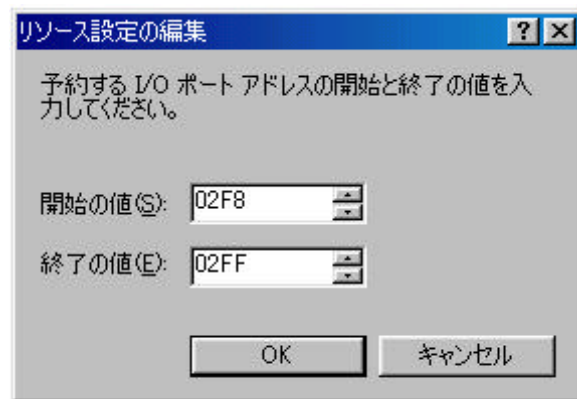 リソース設定の編集
予約する I/O ポート アドレスの開始と終了の値を入
力してください。
開始の値(S): 02F8
終了の値(E): 02FF
OK キャンセル